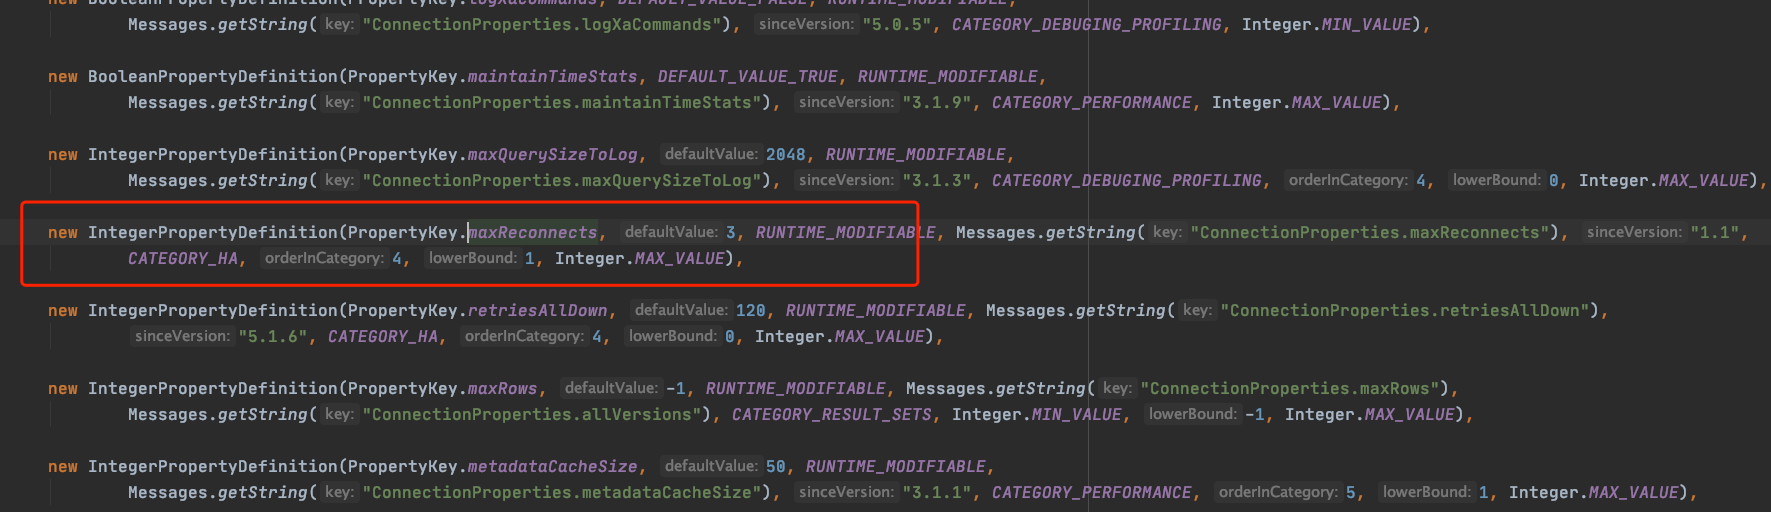 new BooleanPropertyDefinition(PropertyKey.logXaCommands, DEFAULT_VALUE_FALSE, RUNTIME_MODIFIABLE,
Messages.getString( key: "ConnectionProperties.logXaCommands"), sinceVersion: "5.0.5", CATEGORY_DEBUGING_PROFILING, Integer.MIN_VALUE),
new BooleanPropertyDefinition(PropertyKey.maintainTimeStats, DEFAULT_VALUE_TRUE, RUNTIME_MODIFIABLE,
Messages.getString( key: "ConnectionProperties.maintainTimeStats"), sinceVersion: "3.1.9", CATEGORY_PERFORMANCE, Integer.MAX_VALUE),
new IntegerPropertyDefinition(PropertyKey.maxQuerySizeToLog, defaultValue: 2048, RUNTIME_MODIFIABLE,
Messages.getString( key: "ConnectionProperties.maxQuerySizeToLog"), sinceVersion: "3.1.3", CATEGORY_DEBUGING_PROFILING, orderInCategory: 4, lowerBound: 0, Integer.MAX_VALUE),
new IntegerPropertyDefinition(PropertyKey.maxReconnects, defaultValue: 3, RUNTIME_MODIFIABLE, Messages.getString( key: "ConnectionProperties.maxReconnects"), sinceVersion: "1.1",
CATEGORY_HA, orderInCategory: 4, lowerBound: 1, Integer.MAX_VALUE),
new IntegerPropertyDefinition(PropertyKey.retriesAllDown, defaultValue: 120, RUNTIME_MODIFIABLE, Messages.getString( key: "ConnectionProperties.retriesAllDown"),
sinceVersion: "5.1.6", CATEGORY_HA, orderInCategory: 4, lowerBound: 0, Integer.MAX_VALUE),
new IntegerPropertyDefinition(PropertyKey.maxRows, defaultValue: -1, RUNTIME_MODIFIABLE, Messages.getString( key: "ConnectionProperties.maxRows"),
Messages.getString( key: "ConnectionProperties.allVersions"), CATEGORY_RESULT_SETS, Integer.MIN_VALUE, lowerBound: -1, Integer.MAX_VALUE),
new IntegerPropertyDefinition(PropertyKey.metadataCacheSize, defaultValue: 50, RUNTIME_MODIFIABLE,
Messages.getString( key: "ConnectionProperties.metadataCacheSize"), sinceVersion: "3.1.1", CATEGORY_PERFORMANCE, orderInCategory: 5, lowerBound: 1, Integer.MAX_VALUE),